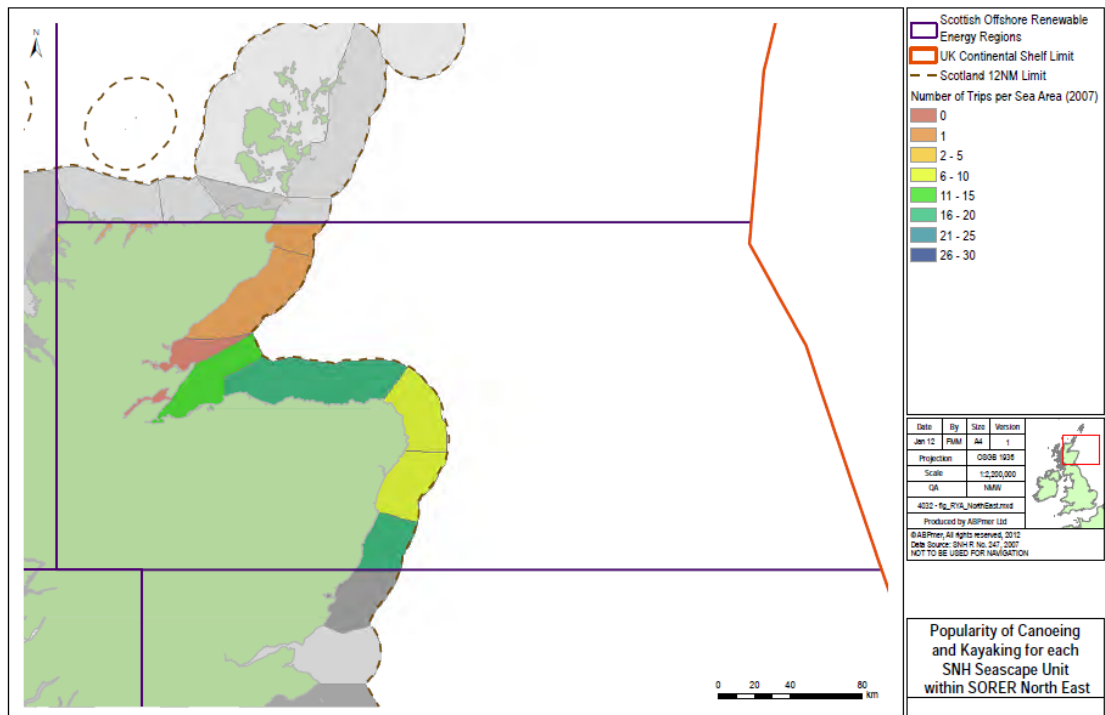 N
Scottish Offshore Renewable
Energy Regions
UK Continental Shelf Limit
Scotland 12NM Limit
Number of Trips per Sea Area (2007)
0
1
2 - 5
6 - 10
11 - 15
16 - 20
21 - 25
26 - 30
Date By Size Version
Jan 12 FMM A4 1
Projection OSGB 1936
Scale 1:2,200,000
QA NMW
4032 - fig_RYA_NorthEast.mxd
Produced by ABPmer Ltd
©ABPmer, All rights reserved, 2012
Data Source: SNH R No. 247, 2007
NOT TO BE USED FOR NAVIGATION
0 20 40 60 80
km
Popularity of Canoeing
and Kayaking for each
SNH Seascape Unit
within SORER North East